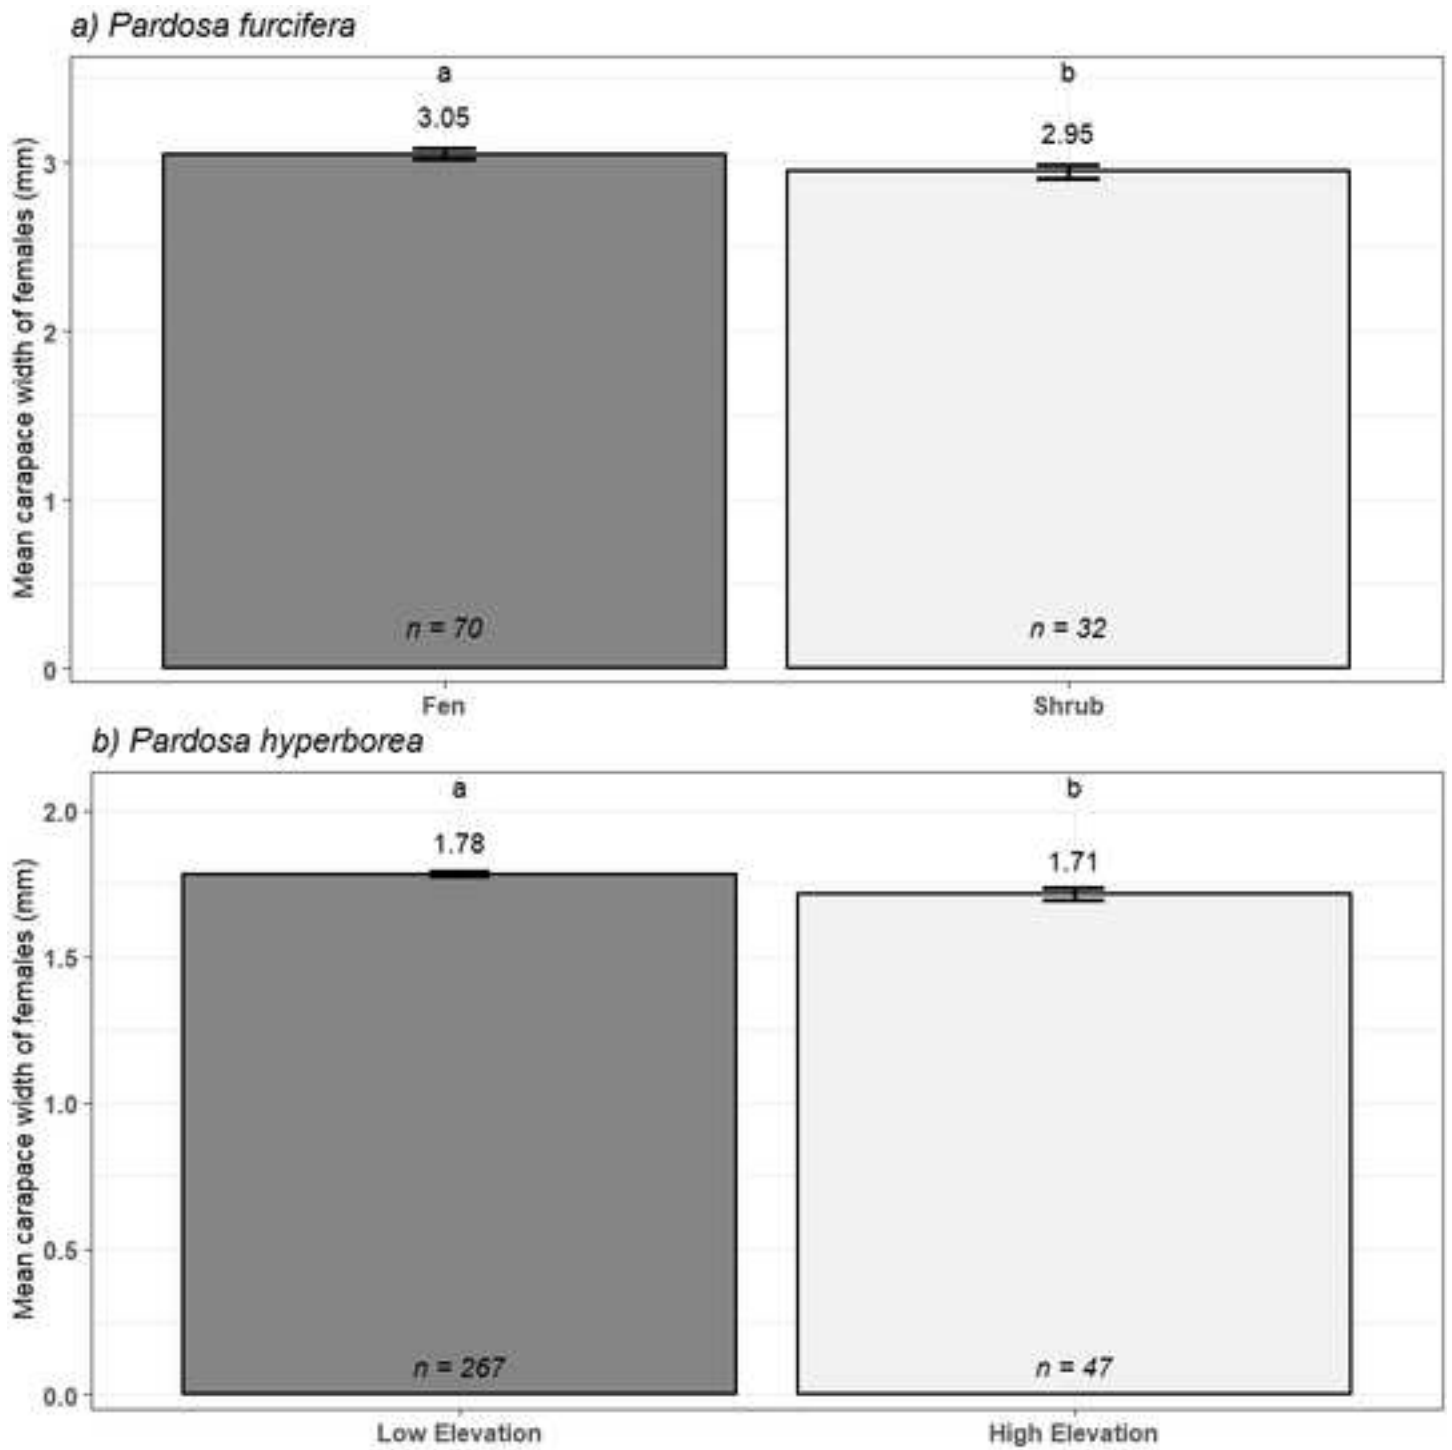 a) Pardosa furcifera
a
b
3.05
2.95
Mean carapace width of females (mm)
3
2
1
0
n = 70
n = 32
Fen
Shrub
b) Pardosa hyperborea
a
b
1.78
1.71
Mean carapace width of females (mm)
2.0
1.5
1.0
0.5
0.0
n = 267
n = 47
Low Elevation
High Elevation